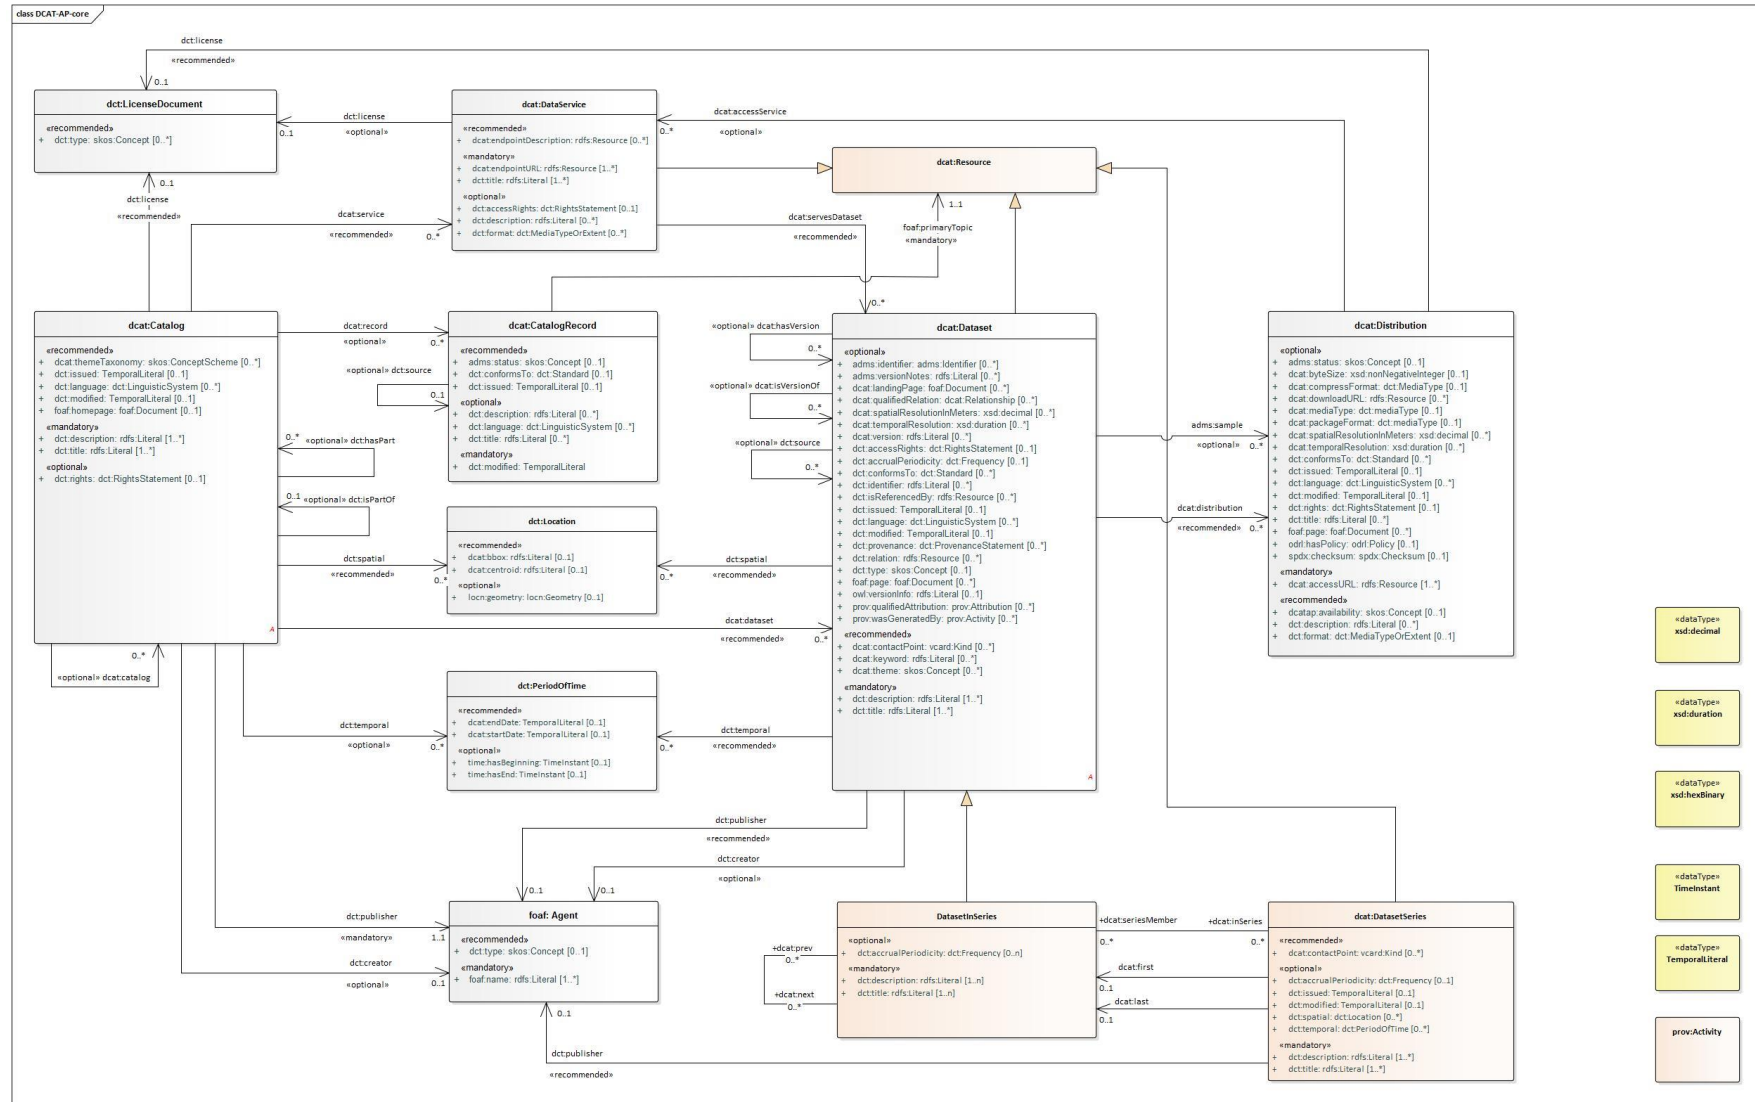 class DCAT-AP-core
dct:license
«recommended»
0..1
dct:LicenseDocument
«recommended»
+ dct:type: skos:Concept [0..*]
dct:license
0..1
«optional»
dcat:DataService
«recommended»
+ dcat:endpointDescription: rdfs:Resource [0..*]
«mandatory»
+ dcat:endpointURL: rdfs:Resource [1..*]
+ dct:title: rdfs:Literal [1..*]
«optional»
+ dct:accessRights: dct:RightsStatement [0..1]
+ dct:description: rdfs:Literal [0..*]
+ dct:format: dct:MediaTypeOrExtent [0..*]
dcat:accessService
0..*
«optional»
dcat:Resource
0..1
dct:license
«recommended»
dcat:service
«recommended»
0..*
dcat:servesDataset
«recommended»
0..*
1..1
foaf:primaryTopic
«mandatory»
dcat:Catalog
«recommended»
+ dcat:themeTaxonomy: skos:ConceptScheme [0..*]
+ dct:issued: TemporalLiteral [0..1]
+ dct:language: dct:LinguisticSystem [0..*]
+ dct:modified: TemporalLiteral [0..1]
+ foaf:homepage: foaf:Document [0..1]
«mandatory»
+ dct:description: rdfs:Literal [1..*]
+ dct:title: rdfs:Literal [1..*]
«optional»
+ dct:rights: dct:RightsStatement [0..1]
A
dcat:record
«optional»
0..*
«optional» dct:source
0..1
0..*
«optional» dct:hasPart
0..1
«optional» dct:isPartOf
dct:spatial
«recommended»
0..*
0..*
«optional» dcat:catalog
dcat:CatalogRecord
«recommended»
+ adms:status: skos:Concept [0..1]
+ dct:conformsTo: dct:Standard [0..1]
+ dct:issued: TemporalLiteral [0..1]
«optional»
+ dct:description: rdfs:Literal [0..*]
+ dct:language: dct:LinguisticSystem [0..*]
+ dct:title: rdfs:Literal [0..*]
«mandatory»
+ dct:modified: TemporalLiteral
dct:Location
«recommended»
+ dcat:bbox: rdfs:Literal [0..1]
+ dcat:centroid: rdfs:Literal [0..1]
«optional»
+ locn:geometry: locn:Geometry [0..1]
dct:spatial
0..*
«recommended»
dcat:dataset
«recommended»
0..*
dct:PeriodOfTime
«recommended»
+ dcat:endDate: TemporalLiteral [0..1]
+ dcat:startDate: TemporalLiteral [0..1]
«optional»
+ time:hasBeginning: TimeInstant [0..1]
+ time:hasEnd: TimeInstant [0..1]
dct:temporal
«optional»
0..*
dct:temporal
0..*
«recommended»
«optional» dcat:hasVersion
0..*
«optional» dcat:isVersionOf
0..*
«optional» dct:source
0..*
dcat:Dataset
«optional»
+ adms:identifier: adms:Identifier [0..*]
+ adms:versionNotes: rdfs:Literal [0..*]
+ dcat:landingPage: foaf:Document [0..*]
+ dcat:qualifiedRelation: dcat:Relationship [0..*]
+ dcat:spatialResolutionInMeters: xsd:decimal [0..*]
+ dcat:temporalResolution: xsd:duration [0..*]
+ dcat:version: rdfs:Literal [0..*]
+ dct:accessRights: dct:RightsStatement [0..1]
+ dct:accrualPeriodicity: dct:Frequency [0..1]
+ dct:conformsTo: dct:Standard [0..*]
+ dct:identifier: rdfs:Literal [0..*]
+ dct:isReferencedBy: rdfs:Resource [0..*]
+ dct:issued: TemporalLiteral [0..1]
+ dct:language: dct:LinguisticSystem [0..*]
+ dct:modified: TemporalLiteral [0..1]
+ dct:provenance: dct:ProvenanceStatement [0..*]
+ dct:relation: rdfs:Resource [0..*]
+ dct:type: skos:Concept [0..1]
+ foaf:page: foaf:Document [0..*]
+ owl:versionInfo: rdfs:Literal [0..1]
+ prov:qualifiedAttribution: prov:Attribution [0..*]
+ prov:wasGeneratedBy: prov:Activity [0..*]
«recommended»
+ dcat:contactPoint: vcard:Kind [0..*]
+ dcat:keyword: rdfs:Literal [0..*]
+ dcat:theme: skos:Concept [0..*]
«mandatory»
+ dct:description: rdfs:Literal [1..*]
+ dct:title: rdfs:Literal [1..*]
A
adms:sample
«optional»
0..*
dcat:distribution
«recommended»
0..*
dcat:Distribution
«optional»
+ adms:status: skos:Concept [0..1]
+ dcat:byteSize: xsd:nonNegativeInteger [0..1]
+ dcat:compressFormat: dct:MediaType [0..1]
+ dcat:downloadURL: rdfs:Resource [0..*]
+ dcat:mediaType: dct:mediaType [0..1]
+ dcat:packageFormat: dct:mediaType [0..1]
+ dcat:spatialResolutionInMeters: xsd:decimal [0..*]
+ dcat:temporalResolution: xsd:duration [0..*]
+ dct:conformsTo: dct:Standard [0..*]
+ dct:issued: TemporalLiteral [0..1]
+ dct:language: dct:LinguisticSystem [0..*]
+ dct:modified: TemporalLiteral [0..1]
+ dct:rights: dct:RightsStatement [0..1]
+ dct:title: rdfs:Literal [0..*]
+ foaf:page: foaf:Document [0..*]
+ odrl:hasPolicy: odrl:Policy [0..1]
+ spdx:checksum: spdx:Checksum [0..1]
«mandatory»
+ dcat:accessURL: rdfs:Resource [1..*]
«recommended»
+ dcatap:availability: skos:Concept [0..1]
+ dct:description: rdfs:Literal [0..*]
+ dct:format: dct:MediaTypeOrExtent [0..1]
«dataType»
xsd:decimal
«dataType»
xsd:duration
«dataType»
xsd:hexBinary
«dataType»
TimeInstant
«dataType»
TemporalLiteral
prov:Activity
dct:publisher
«recommended»
0..1
dct:creator
«optional»
0..1
dct:publisher
«mandatory»
1..1
dct:creator
«optional»
0..1
foaf: Agent
«recommended»
+ dct:type: skos:Concept [0..1]
«mandatory»
+ foaf:name: rdfs:Literal [1..*]
0..1
dct:publisher
«recommended»
+dcat:prev
0..*
+dcat:next
0..*
DatasetInSeries
«optional»
+ dct:accrualPeriodicity: dct:Frequency [0..n]
«mandatory»
+ dct:description: rdfs:Literal [1..n]
+ dct:title: rdfs:Literal [1..n]
+dcat:seriesMember
0..*
+dcat:inSeries
0..*
dcat:first
0..1
dcat:last
0..1
dcat:DatasetSeries
«recommended»
+ dcat:contactPoint: vcard:Kind [0..*]
«optional»
+ dct:accrualPeriodicity: dct:Frequency [0..1]
+ dct:issued: TemporalLiteral [0..1]
+ dct:modified: TemporalLiteral [0..1]
+ dct:spatial: dct:Location [0..*]
+ dct:temporal: dct:PeriodOfTime [0..*]
«mandatory»
+ dct:description: rdfs:Literal [1..*]
+ dct:title: rdfs:Literal [1..*]